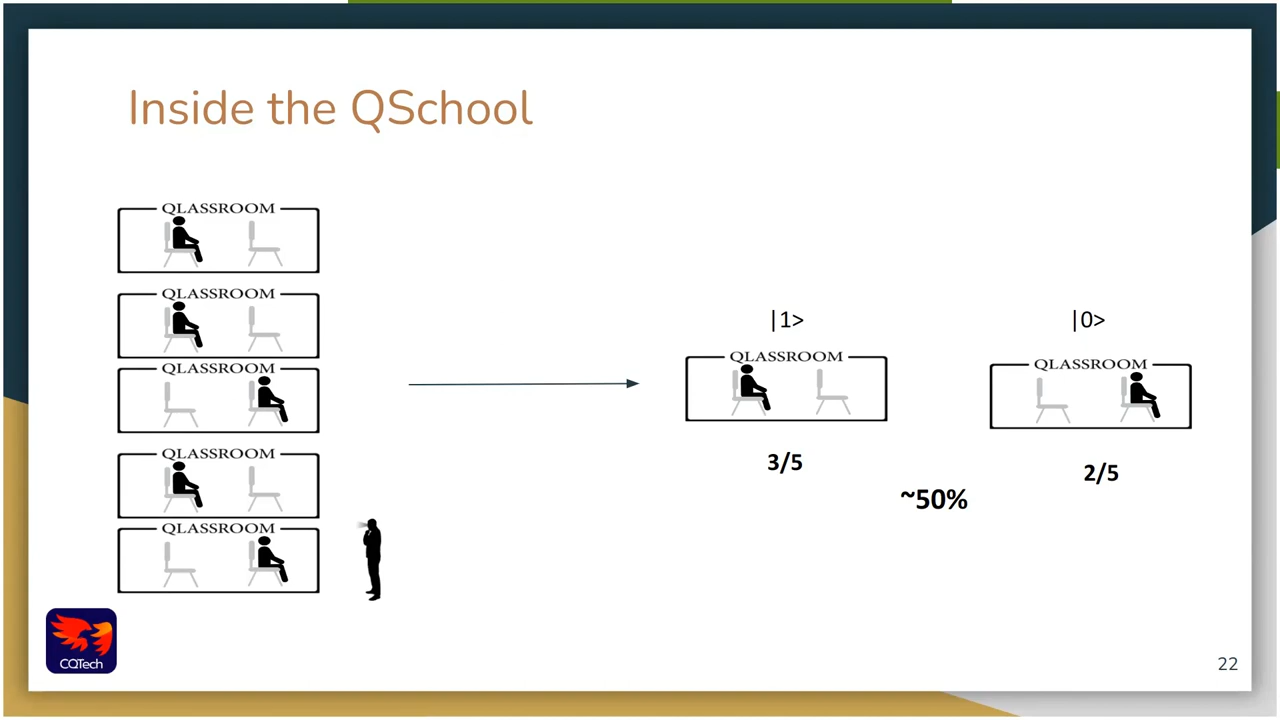 Inside the QSchool
QLASSROOM
QLASSROOM
QLASSROOM
QLASSROOM
QLASSROOM
|1>
QLASSROOM
3/5
|0>
QLASSROOM
2/5
~50%
CQTech
22